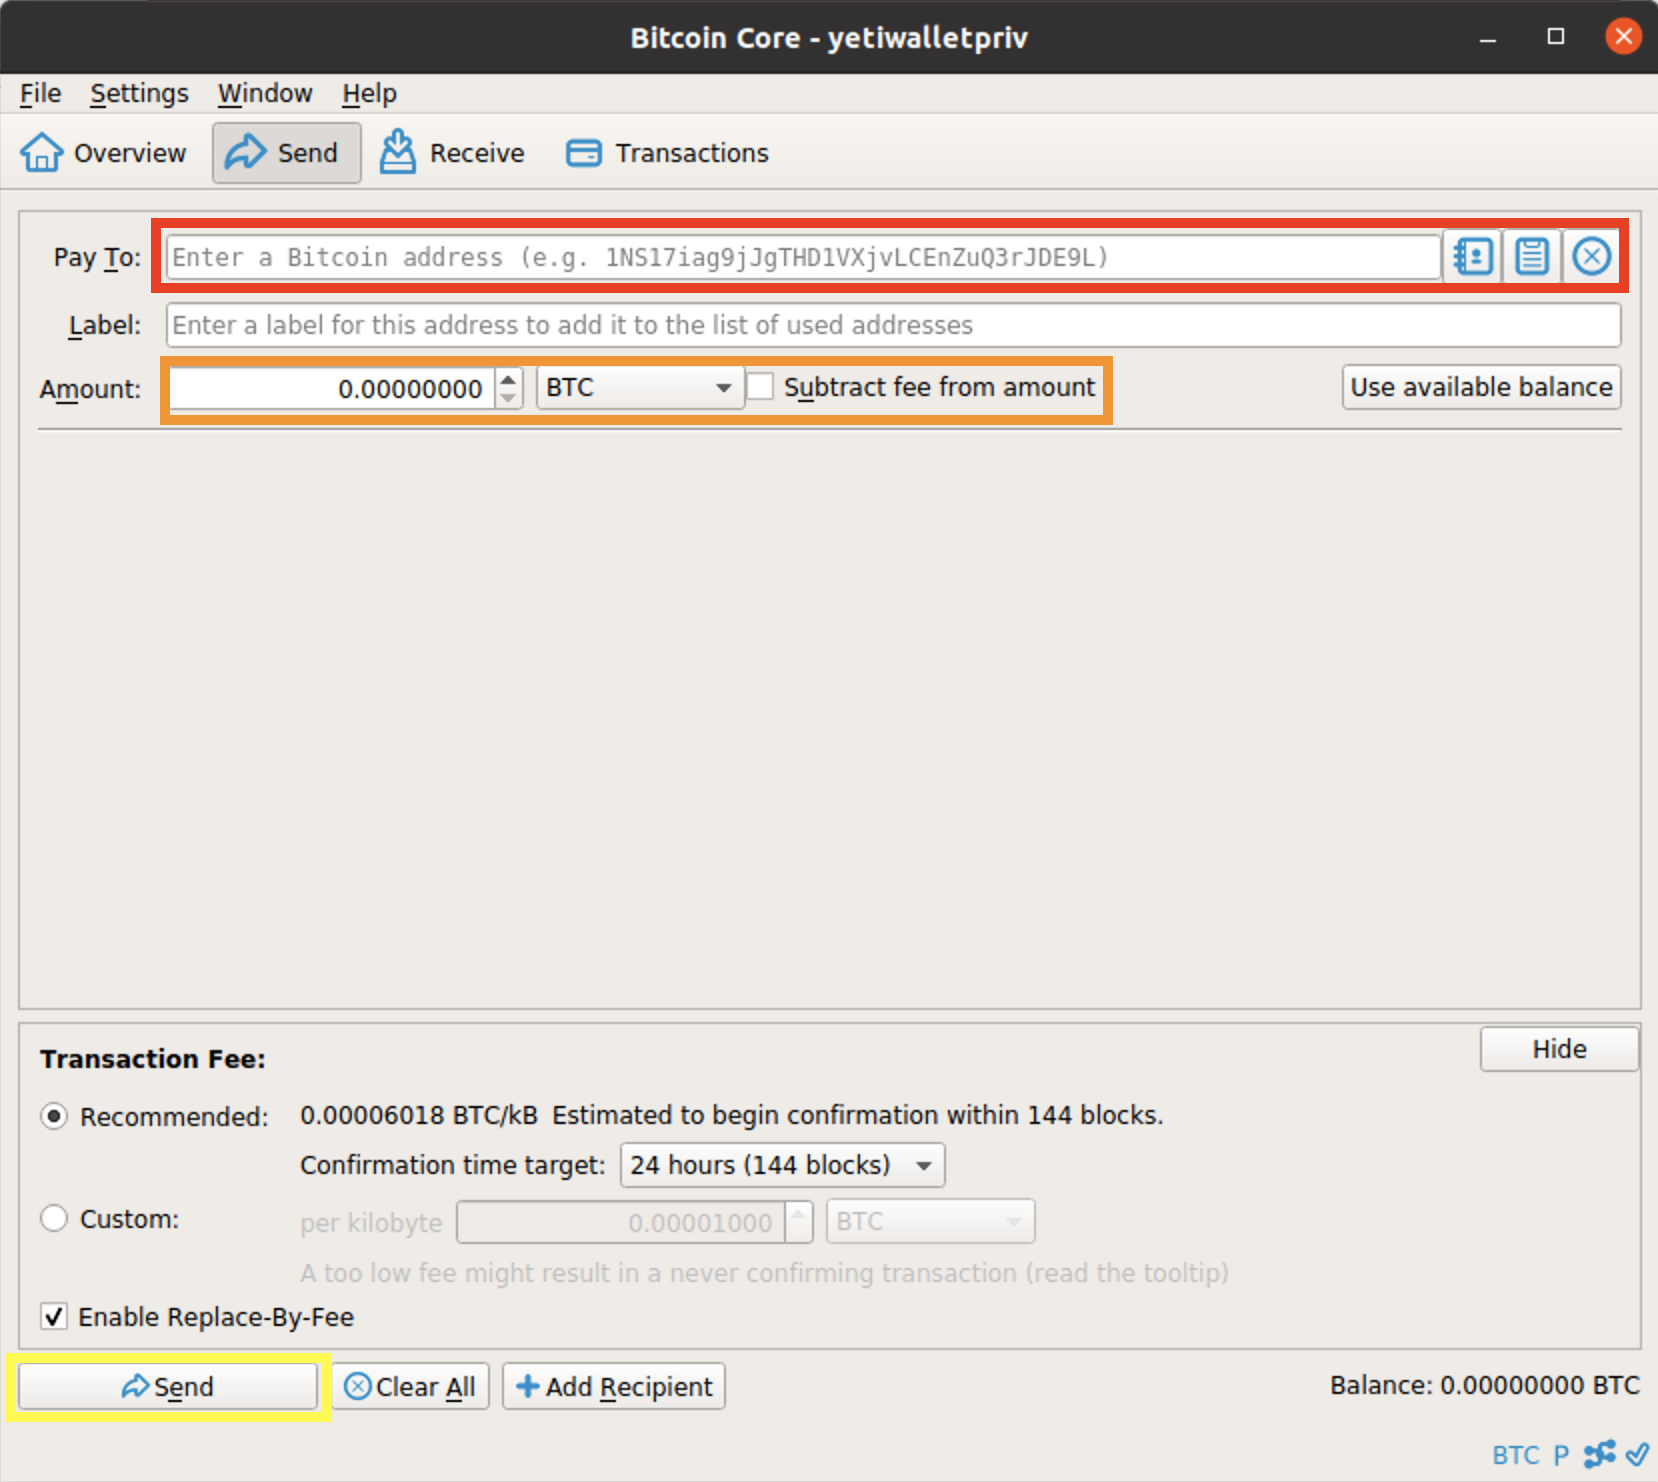 Bitcoin Core - yetiwalletpriv
File Settings Window Help
Overview Send Receive Transactions
Pay To: Enter a Bitcoin address (e.g. 1NS17iag9jJgTHD1VXjvLCEnZuQ3rJDE9L)
Label: Enter a label for this address to add it to the list of used addresses
Amount: 0.00000000 BTC Subtract fee from amount Use available balance
Transaction Fee: Hide
Recommended: 0.00006018 BTC/kB Estimated to begin confirmation within 144 blocks.
Confirmation time target: 24 hours (144 blocks)
Custom: per kilobyte 0.00001000 BTC
A too low fee might result in a never confirming transaction (read the tooltip)
Enable Replace-By-Fee
Send Clear All Add Recipient Balance: 0.00000000 BTC
BTC P